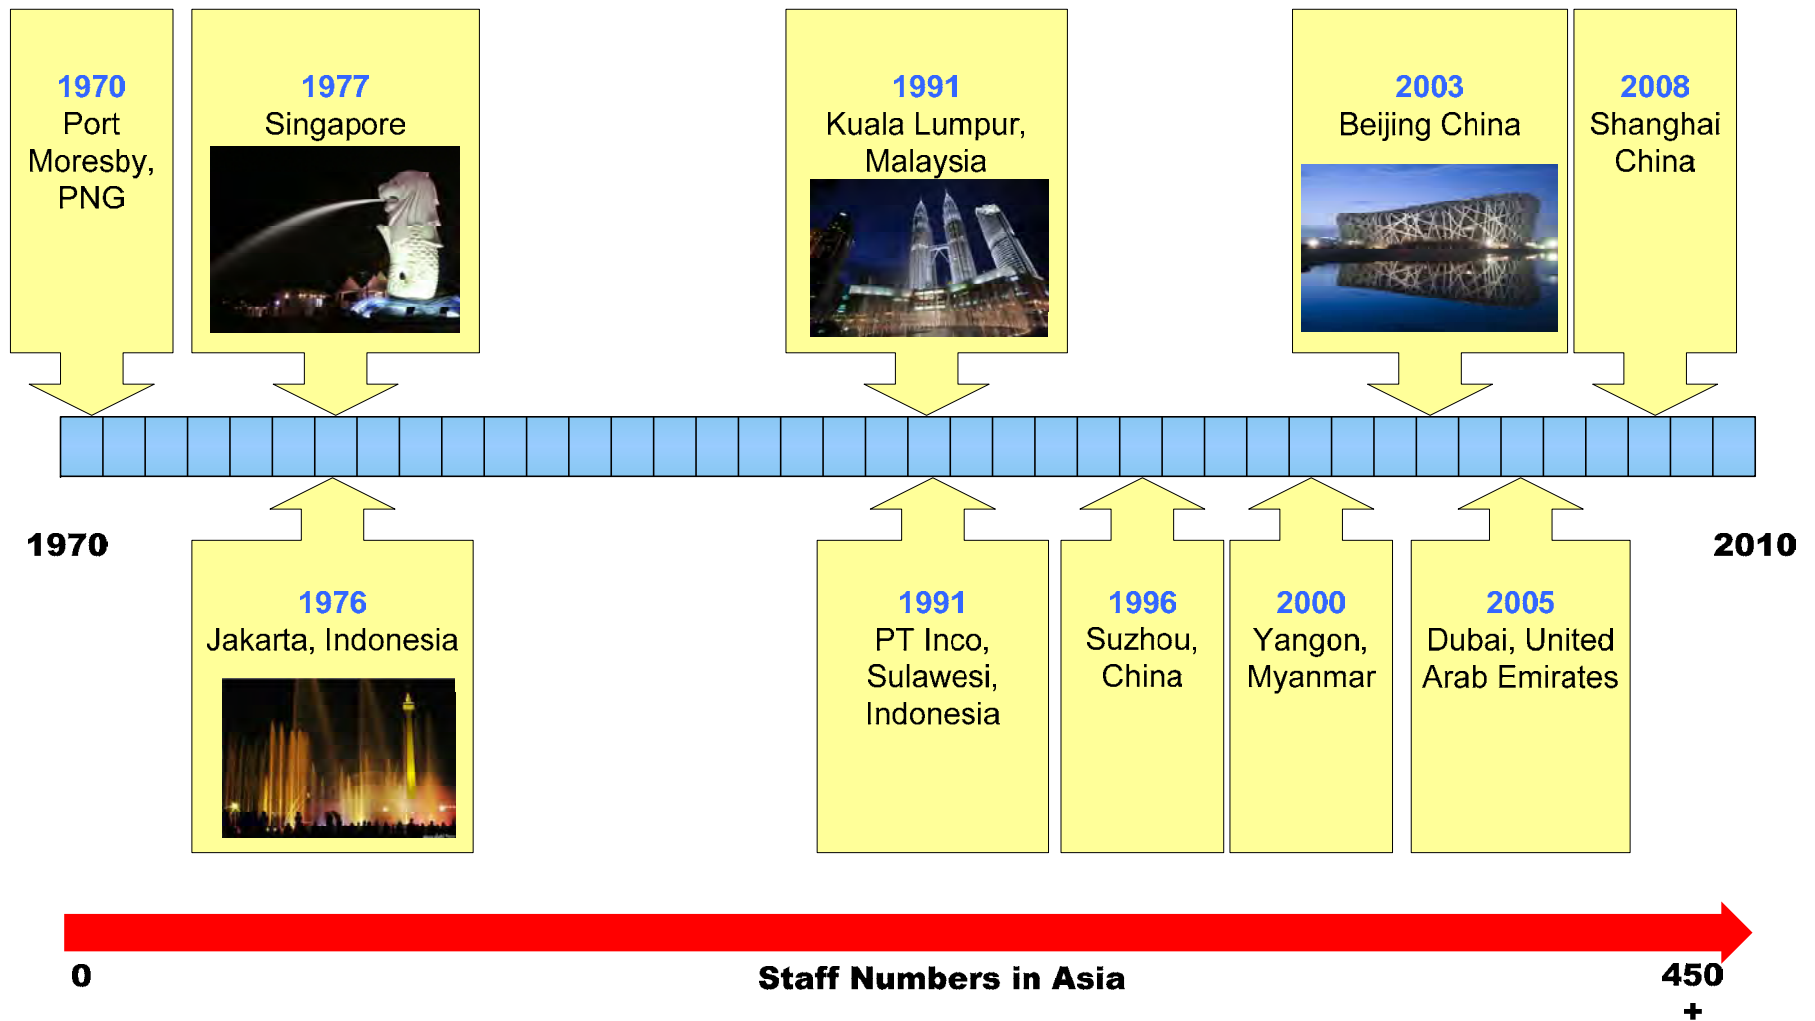 1970
Port
Moresby,
PNG
1977
Singapore
1991
Kuala Lumpur,
Malaysia
2003
Beijing China
2008
Shanghai
China
1970
2010
1976
Jakarta, Indonesia
1991
PT Inco,
Sulawesi,
Indonesia
1996
Suzhou,
China
2000
Yangon,
Myanmar
2005
Dubai, United
Arab Emirates
0
Staff Numbers in Asia
450
+